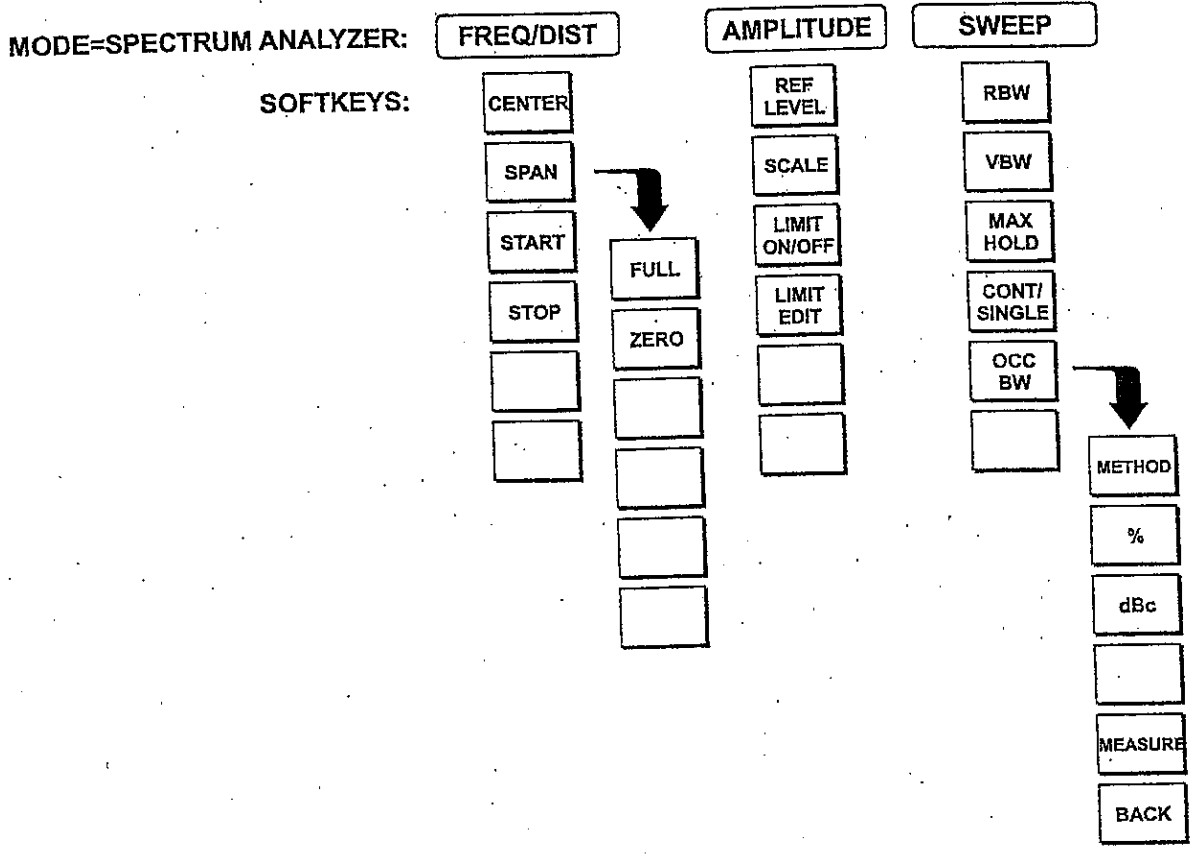 MODE=SPECTRUM ANALYZER:
FREQ/DIST
AMPLITUDE
SWEEP
SOFTKEYS:
CENTER
SPAN
START
STOP
FULL
ZERO
REF
LEVEL
SCALE
LIMIT
ON/OFF
LIMIT
EDIT
RBW
VBW
MAX
HOLD
CONT/
SINGLE
OCC
BW
METHOD
%
dBc
MEASURE
BACK